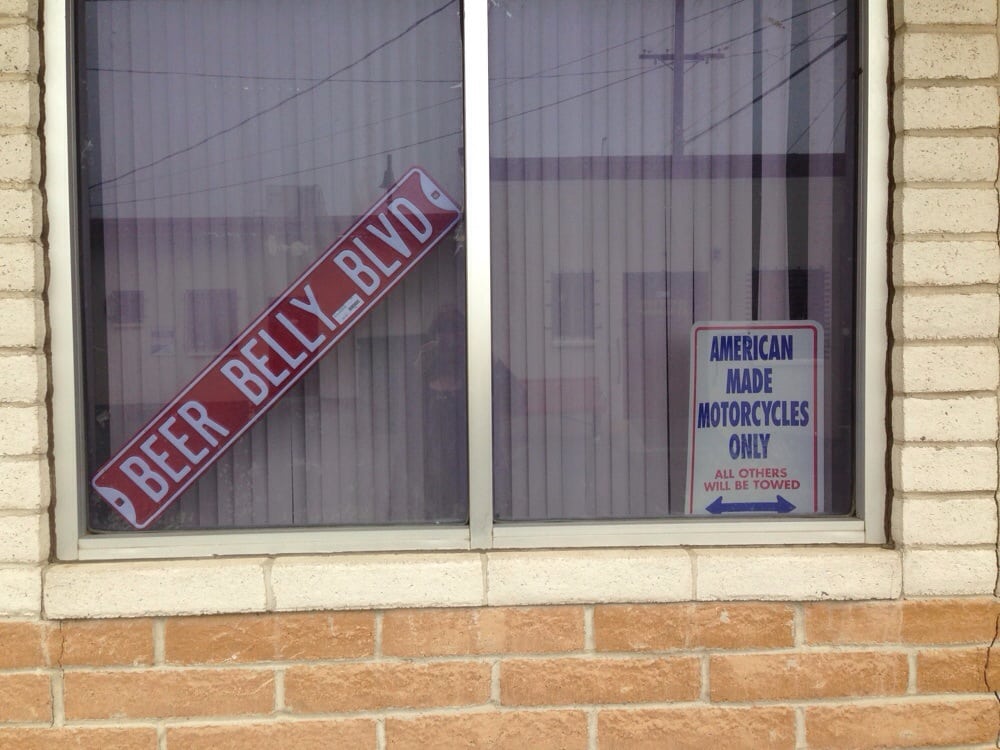 BEER BELLY BLVD
AMERICAN
MADE
MOTORCYCLES
ONLY
ALL OTHERS
WILL BE TOWED